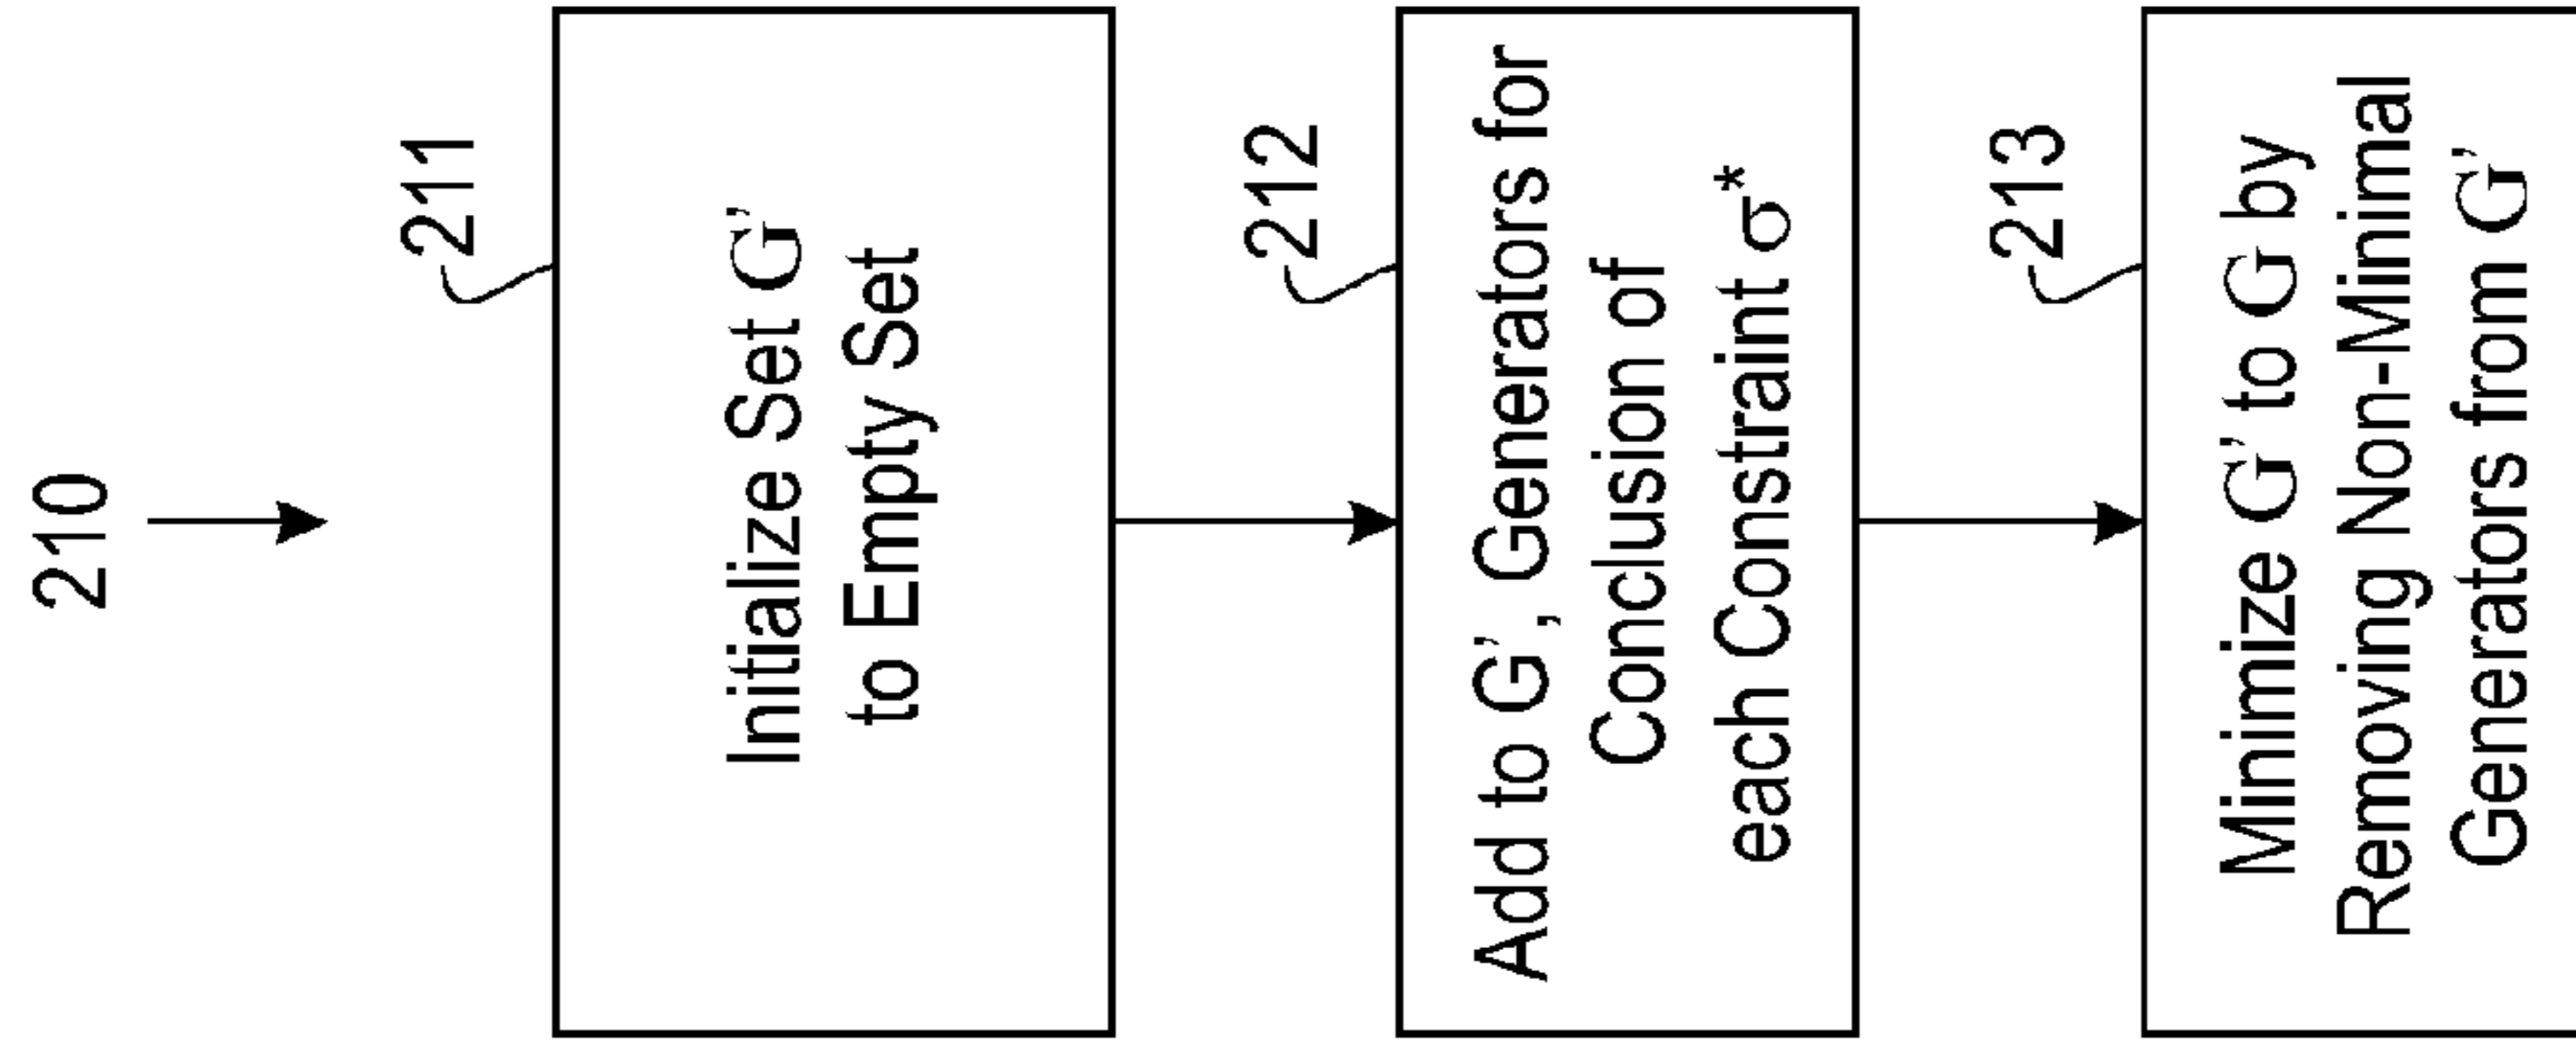 210
211
Initialize Set G'
to Empty Set
212
Add to G', Generators for
Conclusion of
each Constraint σ*
213
Minimize G' to G by
Removing Non-Minimal
Generators from G'